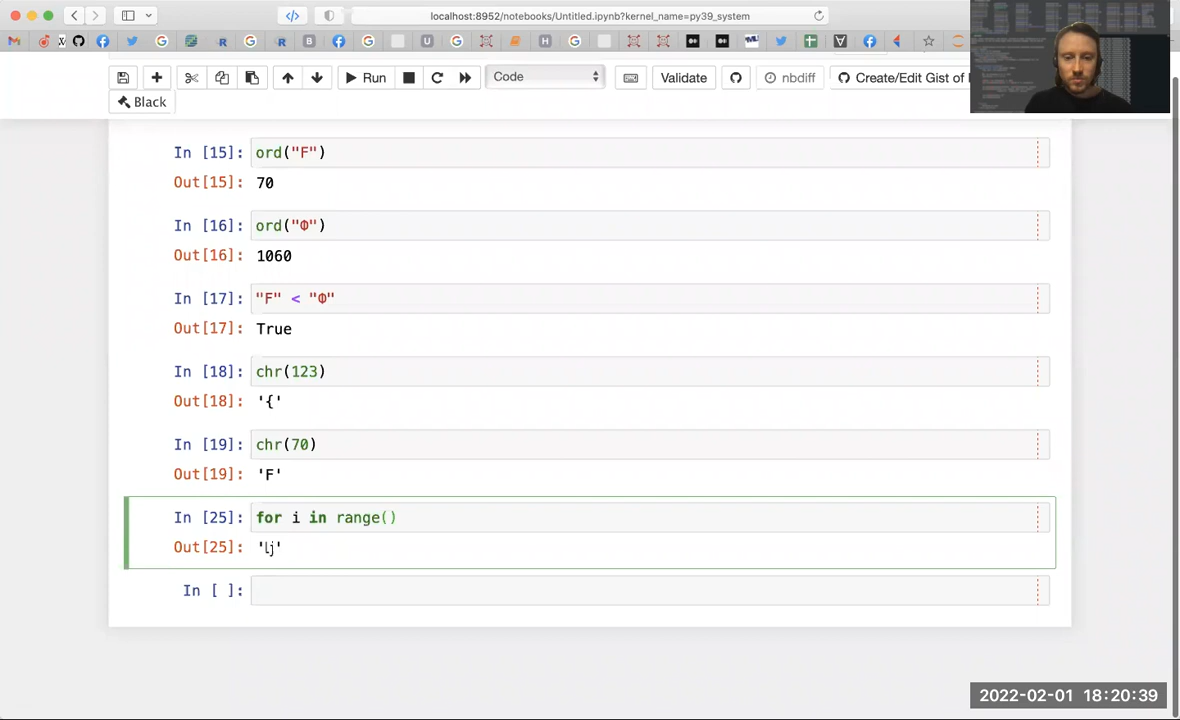 localhost:8952/notebooks/Untitled.ipynb?kernel_name=py39_system
Run
Code
Validate
nbdiff
Create/Edit Gist of
Black
In [15]: ord("F")
Out[15]: 70
In [16]: ord("Ф")
Out[16]: 1060
In [17]: "F" < "Ф"
Out[17]: True
In [18]: chr(123)
Out[18]: '{'
In [19]: chr(70)
Out[19]: 'F'
In [25]: for i in range()
Out[25]:
In [ ]:
2022-02-01 18:20:39